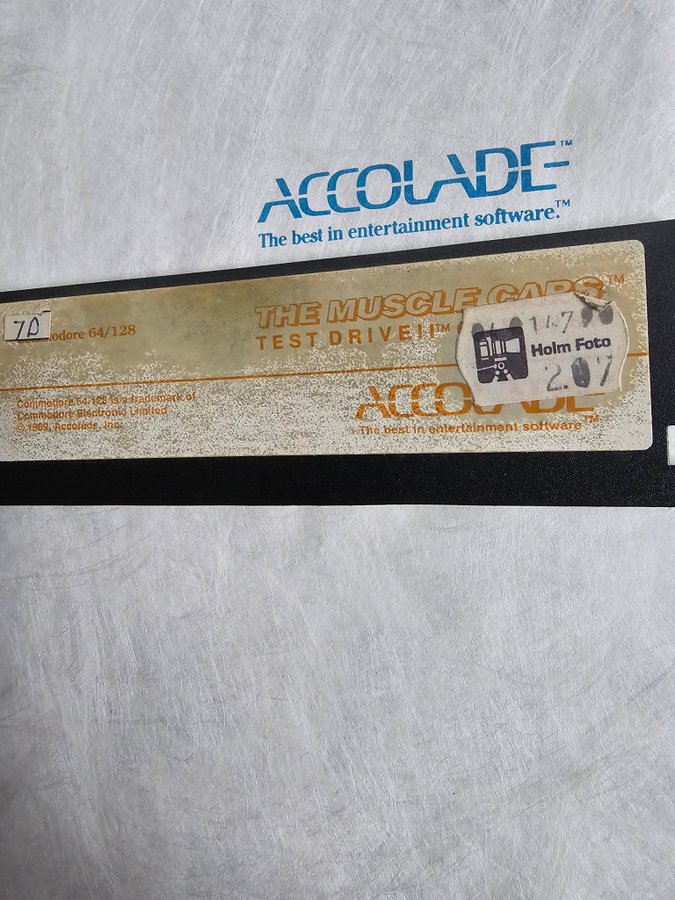 ACCOLADE™
The best in entertainment software.™
7D
odore 64/128
THE MUSCLE CARS™
TEST DRIVE II™
147
Holm Foto
2.07
Commodore 64/128 is a trademark of
Commodore Electronic Limited
© 1989, Accolade, Inc.
ACCOLADE™
The best in entertainment software™